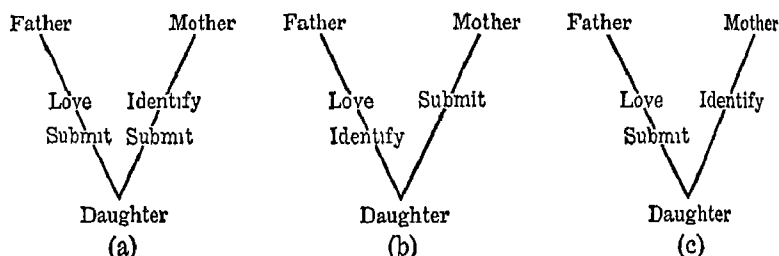 Father Mother Father Mother Father Mother
Love Identify Love Submit Love Identify
Submit Submit Identify Submit
Daughter Daughter Daughter
(a) (b) (c)